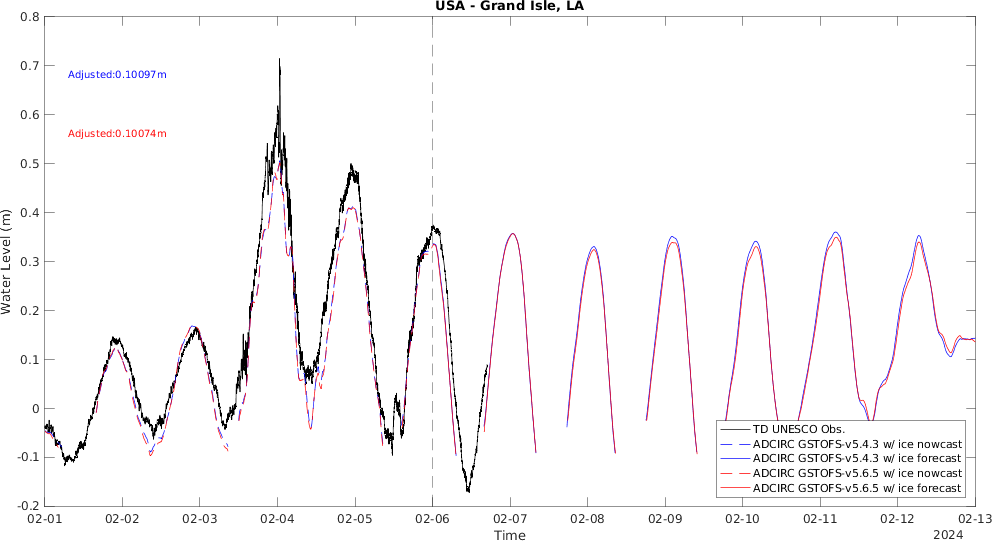 USA - Grand Isle, LA
0.8
0.7
0.6
0.5
0.4
0.3
0.2
0.1
0
-0.1
-0.2
Water Level (m)
Adjusted:0.10097m
Adjusted:0.10074m
TD UNESCO Obs.
ADCIRC GSTOFS-v5.4.3 w/ ice nowcast
ADCIRC GSTOFS-v5.4.3 w/ ice forecast
ADCIRC GSTOFS-v5.6.5 w/ ice nowcast
ADCIRC GSTOFS-v5.6.5 w/ ice forecast
02-01 02-02 02-03 02-04 02-05 02-06 02-07 02-08 02-09 02-10 02-11 02-12 02-13
Time
2024